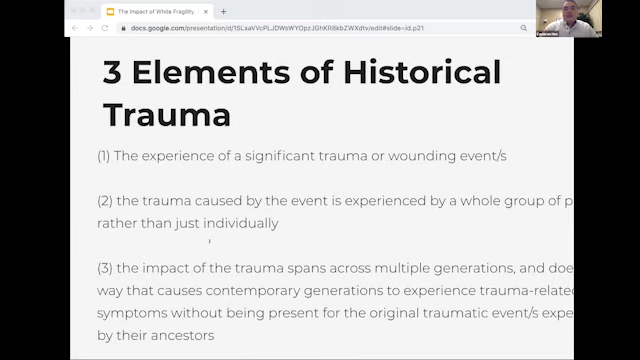 The Impact of White Fragility
docs.google.com/presentation/d/1SLxaVVcPLJDWsWYOpzJGhKR8kbZWXdtv/edit#slide=id.p21
3 Elements of Historical
Trauma
(1) The experience of a significant trauma or wounding event/s
(2) the trauma caused by the event is experienced by a whole group of p
rather than just individually
(3) the impact of the trauma spans across multiple generations, and doe
way that causes contemporary generations to experience trauma-related
symptoms without being present for the original traumatic event/s expe
by their ancestors